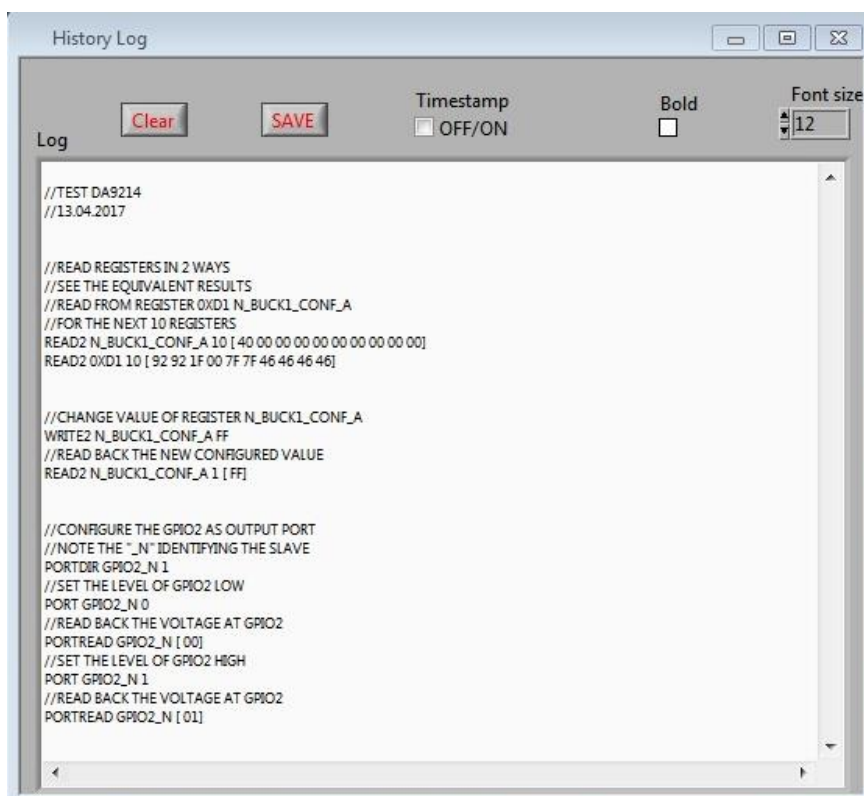 History Log
Clear
SAVE
Timestamp
OFF/ON
Bold
Font size
12
Log
//TEST DA9214
//13.04.2017
//READ REGISTERS IN 2 WAYS
//SEE THE EQUIVALENT RESULTS
//READ FROM REGISTER 0XD1 N_BUCK1_CONF_A
//FOR THE NEXT 10 REGISTERS
READ2 N_BUCK1_CONF_A 10 [ 40 00 00 00 00 00 00 00 00 00]
READ2 0XD1 10 [ 92 92 1F 00 7F 7F 46 46 46 46]
//CHANGE VALUE OF REGISTER N_BUCK1_CONF_A
WRITE2 N_BUCK1_CONF_A FF
//READ BACK THE NEW CONFIGURED VALUE
READ2 N_BUCK1_CONF_A 1 [ FF]
//CONFIGURE THE GPIO2 AS OUTPUT PORT
//NOTE THE "_N" IDENTIFYING THE SLAVE
PORTDIR GPIO2_N 1
//SET THE LEVEL OF GPIO2 LOW
PORT GPIO2_N 0
//READ BACK THE VOLTAGE AT GPIO2
PORTREAD GPIO2_N [ 00]
//SET THE LEVEL OF GPIO2 HIGH
PORT GPIO2_N 1
//READ BACK THE VOLTAGE AT GPIO2
PORTREAD GPIO2_N [ 01]